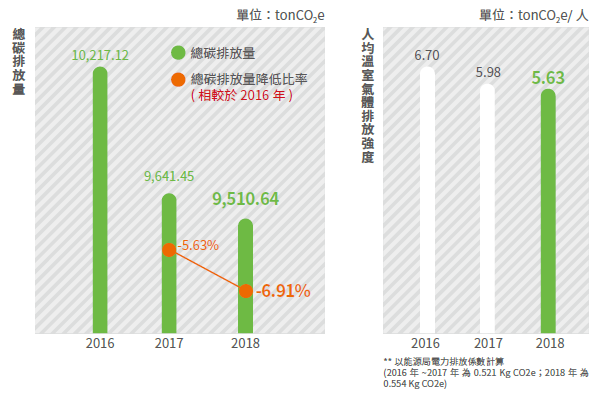 單位：tonCO₂e
總碳排放量
10,217.12
總碳排放量
總碳排放量降低比率
( 相較於 2016 年 )
9,641.45
9,510.64
-5.63%
-6.91%
2016 2017 2018
單位：tonCO₂e/ 人
人均溫室氣體排放強度
6.70
5.98
5.63
2016 2017 2018
** 以能源局電力排放係數計算
(2016 年 ~2017 年 為 0.521 Kg CO2e；2018 年 為
0.554 Kg CO2e)